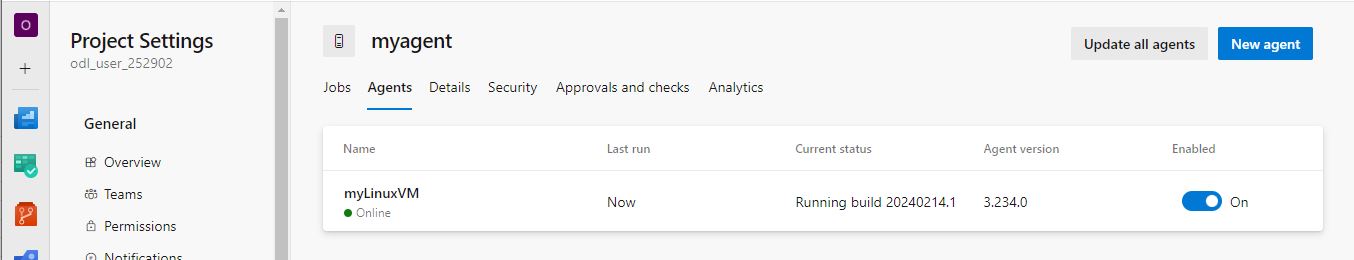 O
Project Settings
odl_user_252902
General
Overview
Teams
Permissions
Notifications
myagent
Update all agents
New agent
Jobs Agents Details Security Approvals and checks Analytics
Name Last run Current status Agent version Enabled
myLinuxVM
Online
Now Running build 20240214.1 3.234.0 On